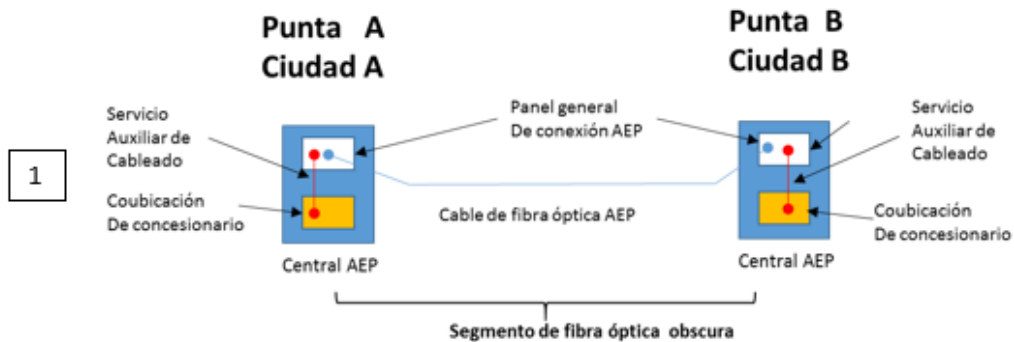 Punta A
Ciudad A
Punta B
Ciudad B
1
Servicio
Auxiliar de
Cableado
Panel general
De conexión AEP
Servicio
Auxiliar de
Cableado
Coubicación
De concesionario
Cable de fibra óptica AEP
Coubicación
De concesionario
Central AEP
Central AEP
Segmento de fibra óptica obscura